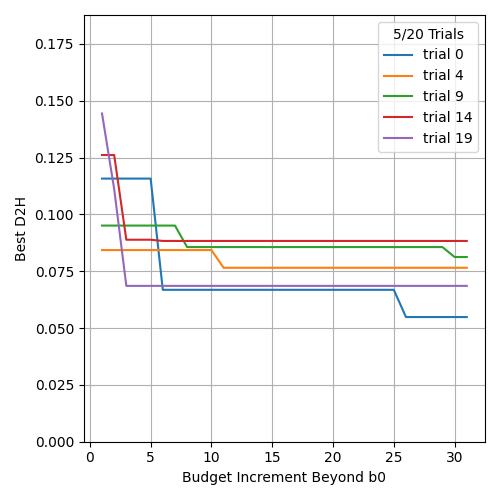 5/20 Trials
trial 0
trial 4
trial 9
trial 14
trial 19
Best D2H
0.175
0.150
0.125
0.100
0.075
0.050
0.025
0.000
0 5 10 15 20 25 30
Budget Increment Beyond b0